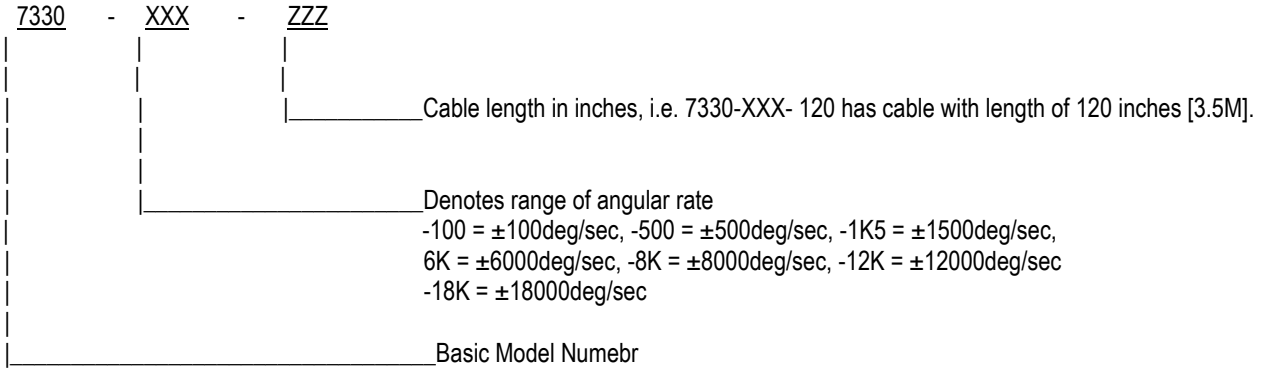 7330 - XXX - ZZZ
Cable length in inches, i.e. 7330-XXX- 120 has cable with length of 120 inches [3.5M].
Denotes range of angular rate
-100 = ±100deg/sec, -500 = ±500deg/sec, -1K5 = ±1500deg/sec,
6K = ±6000deg/sec, -8K = ±8000deg/sec, -12K = ±12000deg/sec
-18K = ±18000deg/sec
Basic Model Numebr